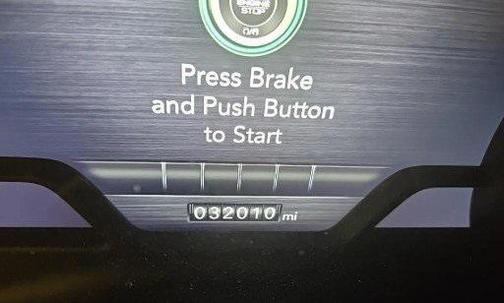 ENGINE
STOP
Press Brake
and Push Button
to Start
032010 mi